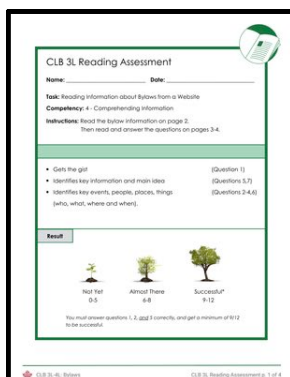 CLB 3L Reading Assessment
Name: Date:
Task: Reading Information about Bylaws from a Website
Competency: 4 - Comprehending Information
Instructions: Read the bylaw information on page 2.
Then read and answer the questions on pages 3-4.
• Gets the gist (Question 1)
• Identifies key information and main idea (Questions 5,7)
• Identifies key events, people, places, things (Questions 2-4,6)
(who, what, where and when).
Result
Not Yet Almost There Successful*
0-5 6-8 9-12
You must answer questions 1, 2, and 3 correctly, and get a minimum of 9/12
to be successful.
CLB 3L-4L: Bylaws CLB 3L Reading Assessment p. 1 of 4